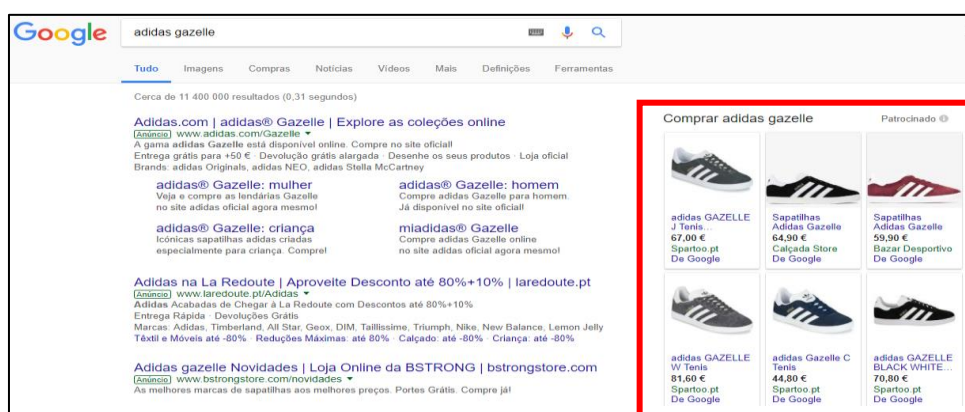 Google
adidas gazelle
Tudo Imagens Compras Notícias Vídeos Mais Definições Ferramentas
Cerca de 11 400 000 resultados (0,31 segundos)
Adidas.com | adidas® Gazelle | Explore as coleções online
Anúncio www.adidas.com/Gazelle
A gama adidas Gazelle está disponível online. Compre no site oficial!
Entrega grátis para +50 € · Devolução grátis alargada · Desenhe os seus produtos · Loja oficial
Brands: adidas Originals, adidas NEO, adidas Stella McCartney
adidas® Gazelle: mulher
Veja e compre as lendárias Gazelle
no site adidas oficial agora mesmo!
adidas® Gazelle: homem
Compre adidas Gazelle para homem.
Já disponível no site oficial!
adidas® Gazelle: criança
Icónicas sapatilhas adidas criadas
especialmente para criança. Compre!
miadidas® Gazelle
Compre adidas Gazelle online
no site adidas oficial agora mesmo!
Adidas na La Redoute | Aproveite Desconto até 80%+10% | laredoute.pt
Anúncio www.laredoute.pt/Adidas
Adidas Acabadas de Chegar à La Redoute com Descontos até 80%+10%
Entrega Rápida · Devoluções Grátis
Marcas: Adidas, Timberland, All Star, Geox, DIM, Taillissime, Triumph, Nike, New Balance, Lemon Jelly
Têxtil e Móveis até -80% · Reduções Máximas: até 80% · Calçado: até -80% · Criança: até -80%
Adidas gazelle Novidades | Loja Online da BSTRONG | bstrongstore.com
Anúncio www.bstrongstore.com/novidades
As melhores marcas de sapatilhas aos melhores preços. Portes Grátis. Compre já!
Comprar adidas gazelle
Patrocinado
adidas GAZELLE
J Tenis...
67,00 €
Spartoo.pt
De Google
Sapatilhas
Adidas Gazelle
64,90 €
Calçada Store
De Google
Sapatilhas
Adidas Gazelle
59,90 €
Bazar Desportivo
De Google
adidas GAZELLE
W Tenis
81,60 €
Spartoo.pt
De Google
adidas Gazelle C
Tenis
44,80 €
Spartoo.pt
De Google
adidas GAZELLE
BLACK WHITE...
70,80 €
Spartoo.pt
De Google